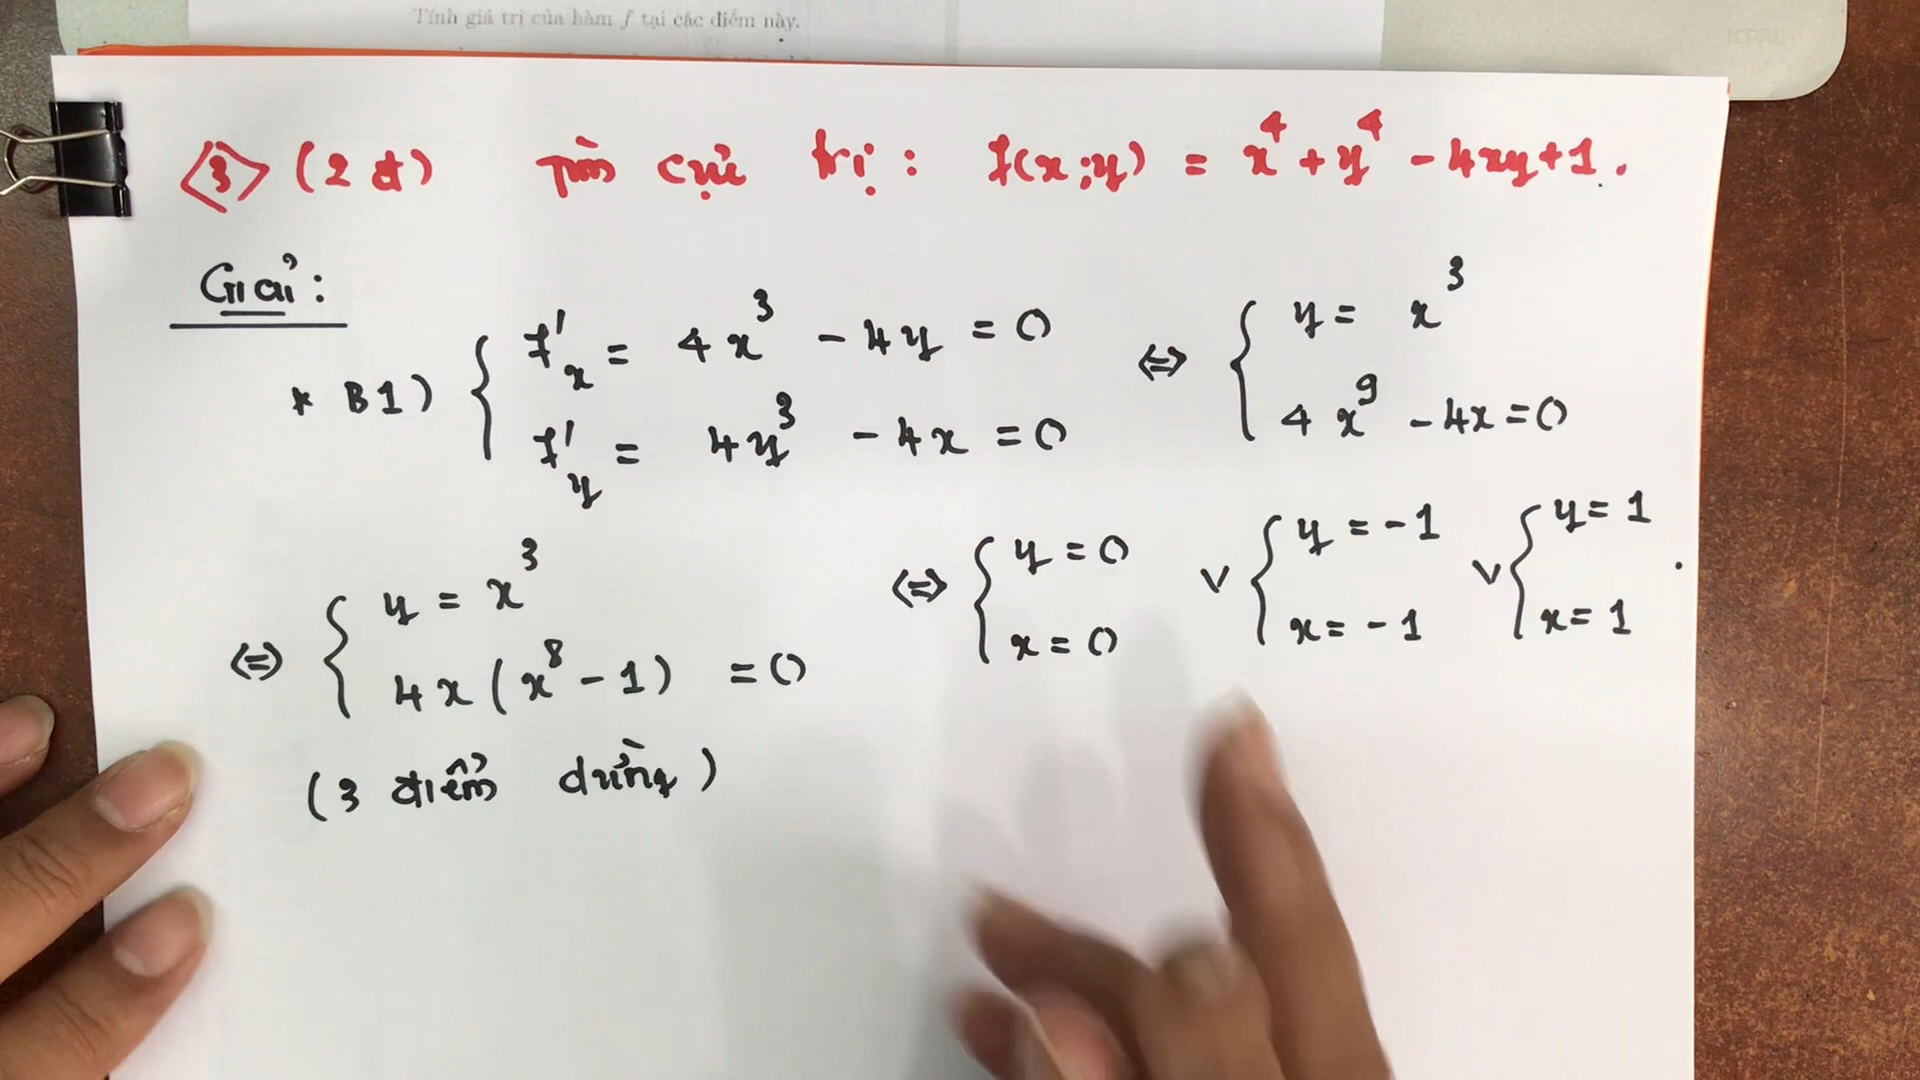 Tính giá trị của hàm f tại các điểm này.
<3> (2đ) Tìm cực trị: f(x;y) = x⁴ + y⁴ - 4xy + 1.
Giải:
* B1) { f'x = 4x³ - 4y = 0 ⇔ { y = x³
f'y = 4y³ - 4x = 0 4x⁹ - 4x = 0
⇔ { y = x³ ⇔ { y = 0 ∨ { y = -1 ∨ { y = 1
4x(x⁸ - 1) = 0 x = 0 x = -1 x = 1 .
(3 điểm dừng)